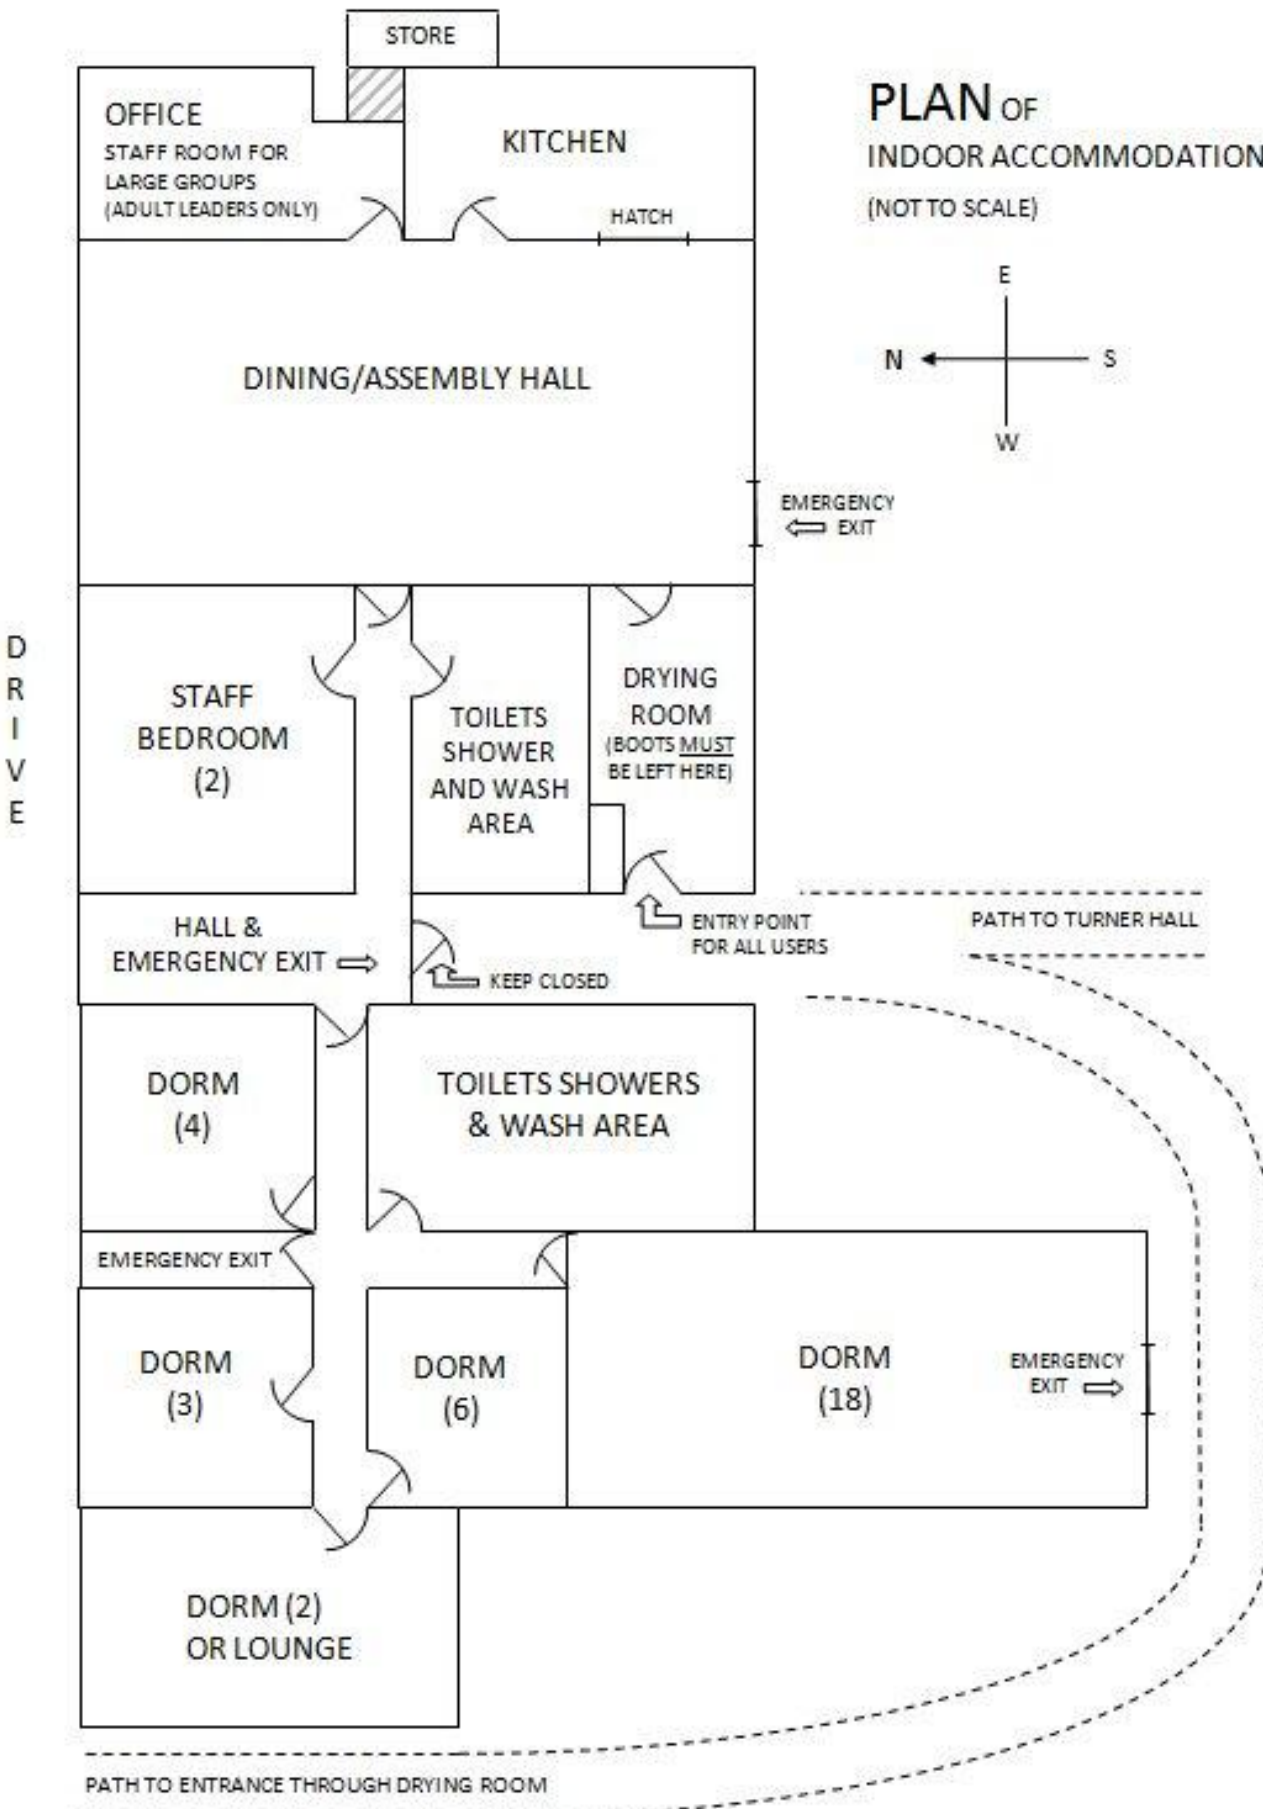 STORE
PLAN OF
INDOOR ACCOMMODATION
(NOT TO SCALE)
OFFICE
STAFF ROOM FOR
LARGE GROUPS
(ADULT LEADERS ONLY)
KITCHEN
HATCH
E
N
S
W
DINING/ASSEMBLY HALL
EMERGENCY
EXIT
D
R
I
V
E
STAFF
BEDROOM
(2)
TOILETS
SHOWER
AND WASH
AREA
DRYING
ROOM
(BOOTS MUST
BE LEFT HERE)
HALL &
EMERGENCY EXIT
ENTRY POINT
FOR ALL USERS
PATH TO TURNER HALL
KEEP CLOSED
DORM
(4)
TOILETS SHOWERS
& WASH AREA
EMERGENCY EXIT
DORM
(3)
DORM
(6)
DORM
(18)
EMERGENCY
EXIT
DORM (2)
OR LOUNGE
PATH TO ENTRANCE THROUGH DRYING ROOM